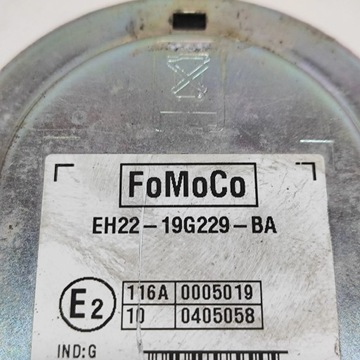 FoMoCo
EH22-19G229-BA
E2
116A 0005019
10 0405058
IND:G